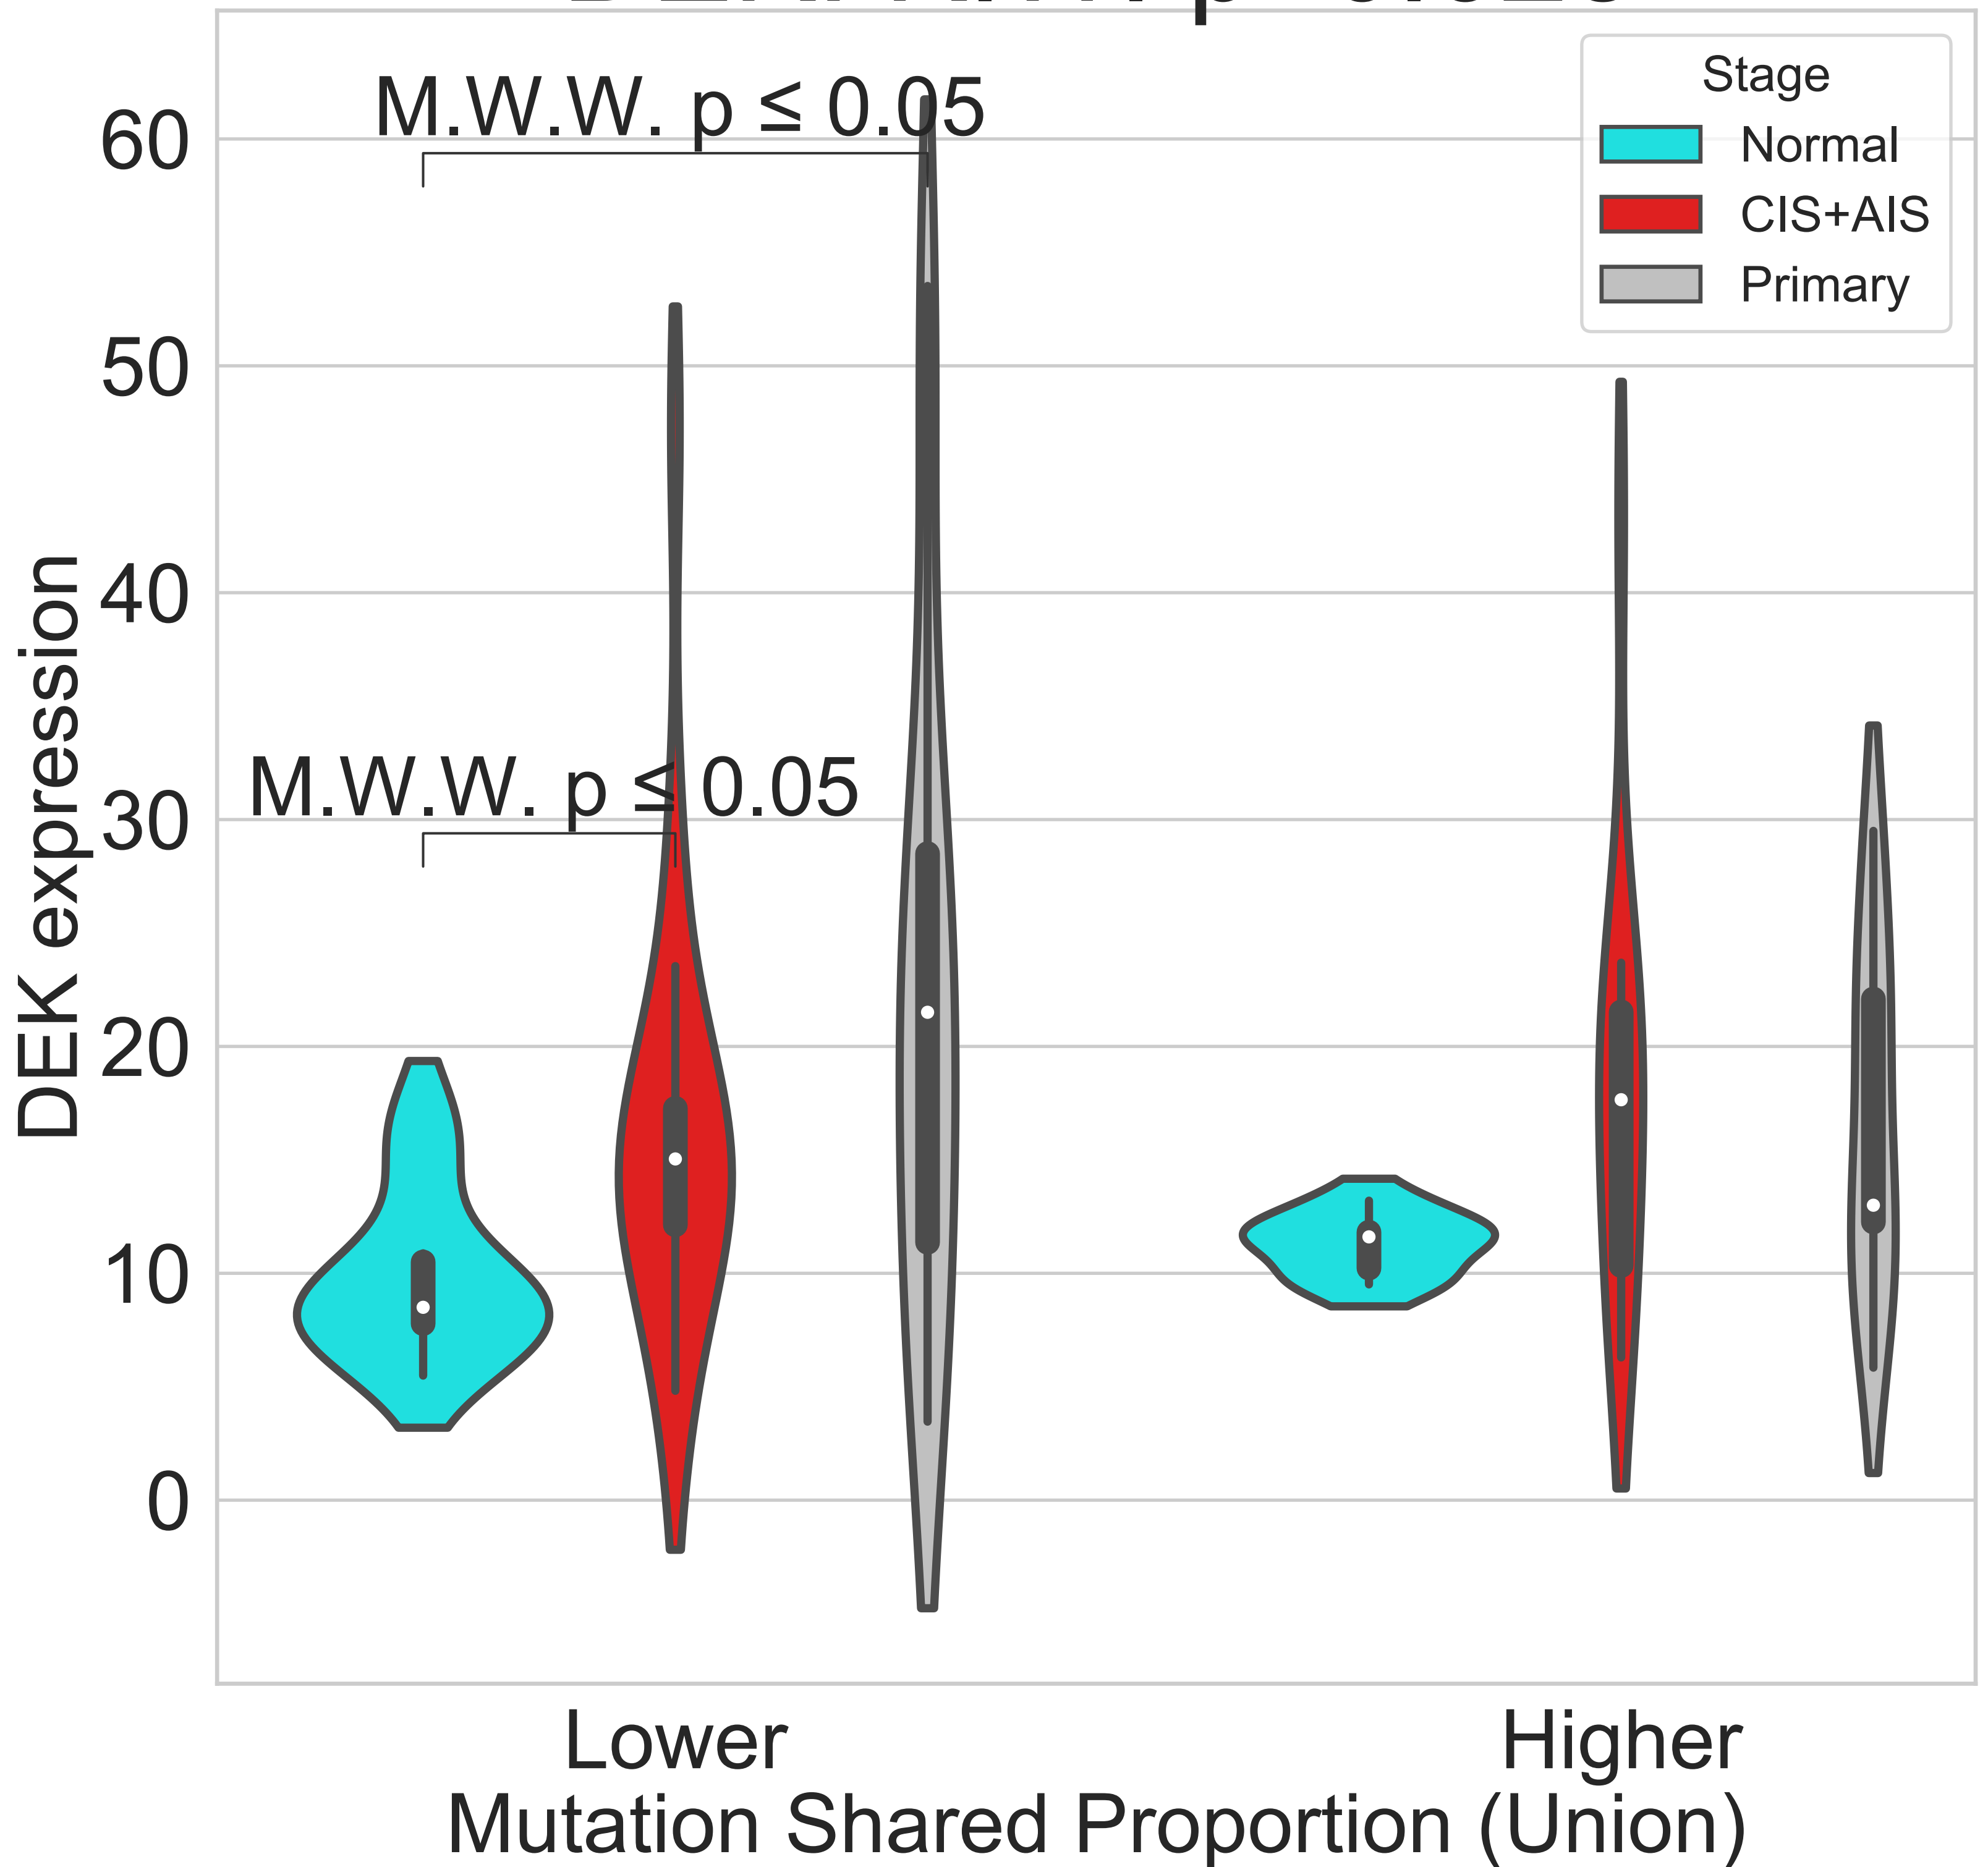 M.W.W. p ≤ 0.05
Stage
Normal
CIS+AIS
Primary
M.W.W. p ≤ 0.05
60
50
40
30
20
10
0
DEK expression
Lower
Higher
Mutation Shared Proportion (Union)